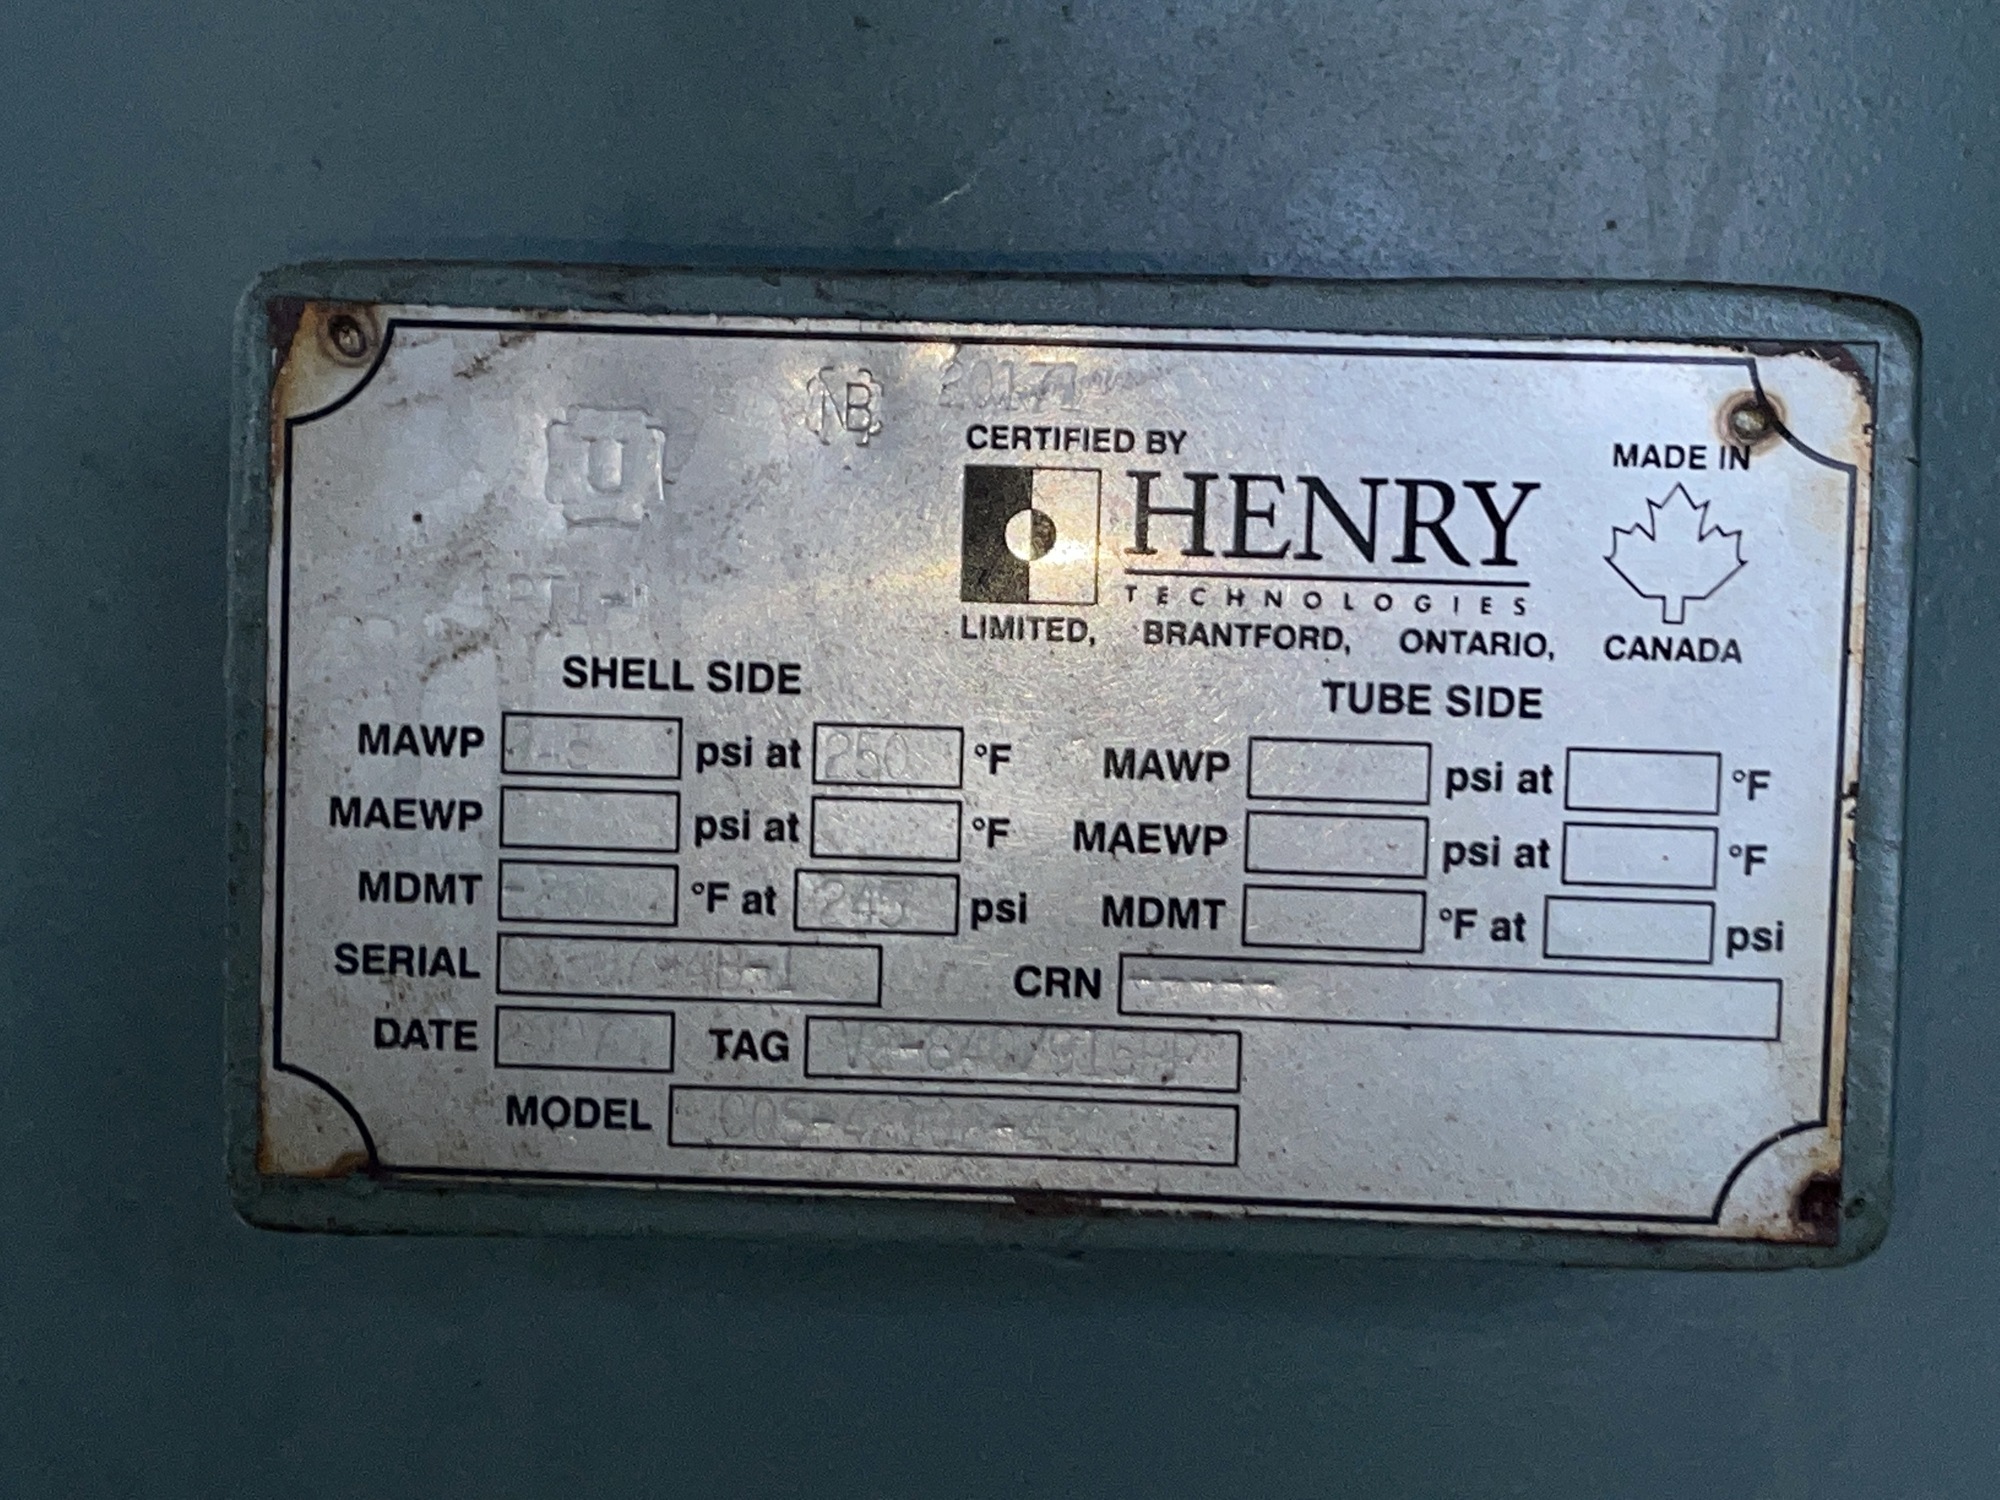 U
NB 20171
CERTIFIED BY
HENRY
TECHNOLOGIES
LIMITED, BRANTFORD, ONTARIO, CANADA
MADE IN
SHELL SIDE
MAWP psi at 250 °F
MAEWP psi at °F
MDMT °F at 245 psi
TUBE SIDE
MAWP psi at °F
MAEWP psi at °F
MDMT °F at psi
SERIAL
CRN -----
DATE TAG
MODEL